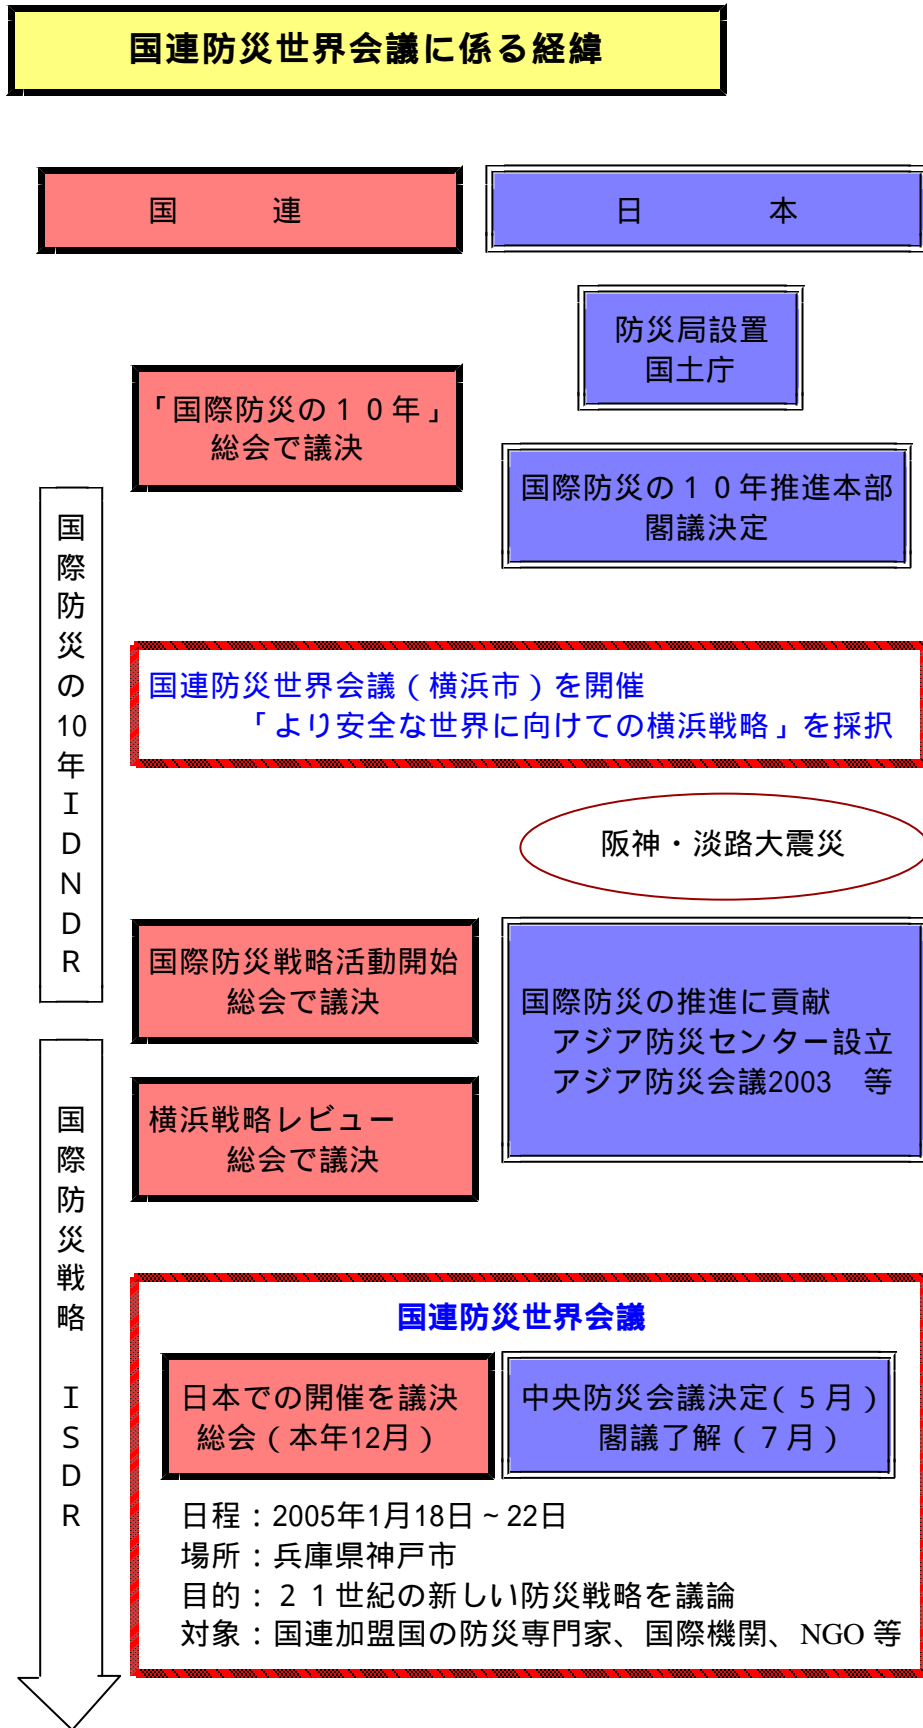 国連防災世界会議に係る経緯
国　　　連
日　　　　本
防災局設置
国土庁
「国際防災の１０年」
総会で議決
国際防災の１０年推進本部
閣議決定
国際防災の10年ＩＤＮＤＲ
国連防災世界会議（横浜市）を開催
「より安全な世界に向けての横浜戦略」を採択
阪神・淡路大震災
国際防災戦略活動開始
総会で議決
国際防災の推進に貢献
アジア防災センター設立
アジア防災会議2003　等
横浜戦略レビュー
総会で議決
国際防災戦略　ＩＳＤＲ
国連防災世界会議
日本での開催を議決
総会（本年12月）
中央防災会議決定（５月）
閣議了解（７月）
日程：2005年1月18日～22日
場所：兵庫県神戸市
目的：２１世紀の新しい防災戦略を議論
対象：国連加盟国の防災専門家、国際機関、NGO 等